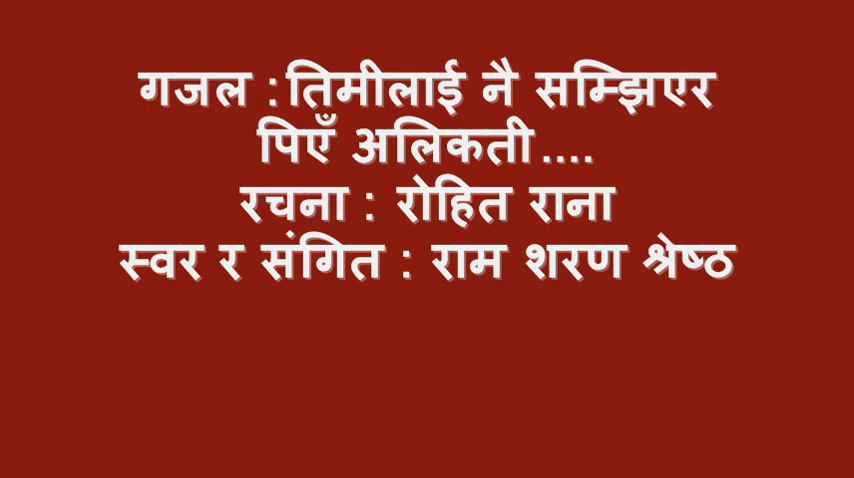 गजल :तिमीलाई नै सम्झिएर
पिएँ अलिकती....
रचना : रोहित राना
स्वर र संगित : राम शरण श्रेष्ठ